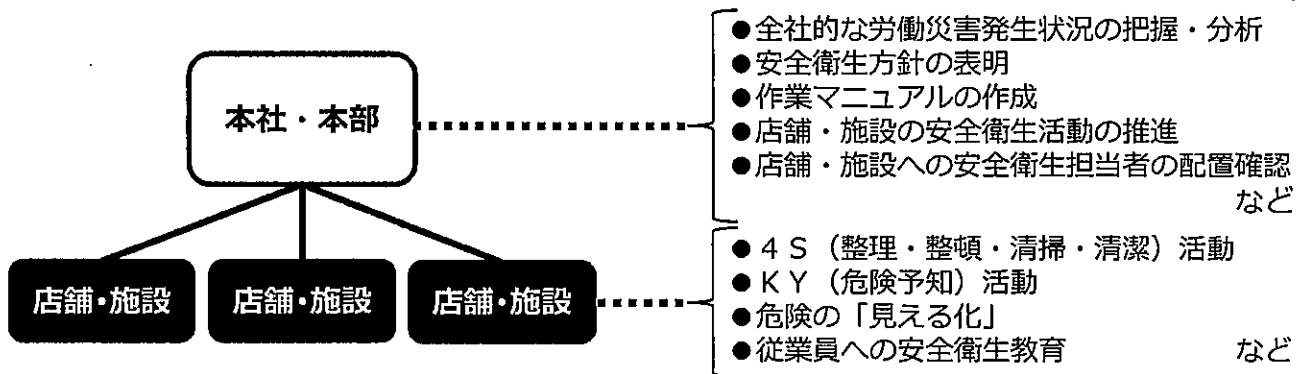 本社・本部
●全社的な労働災害発生状況の把握・分析
●安全衛生方針の表明
●作業マニュアルの作成
●店舗・施設の安全衛生活動の推進
●店舗・施設への安全衛生担当者の配置確認
など
店舗・施設 店舗・施設 店舗・施設
●４Ｓ（整理・整頓・清掃・清潔）活動
●ＫＹ（危険予知）活動
●危険の「見える化」
●従業員への安全衛生教育 など